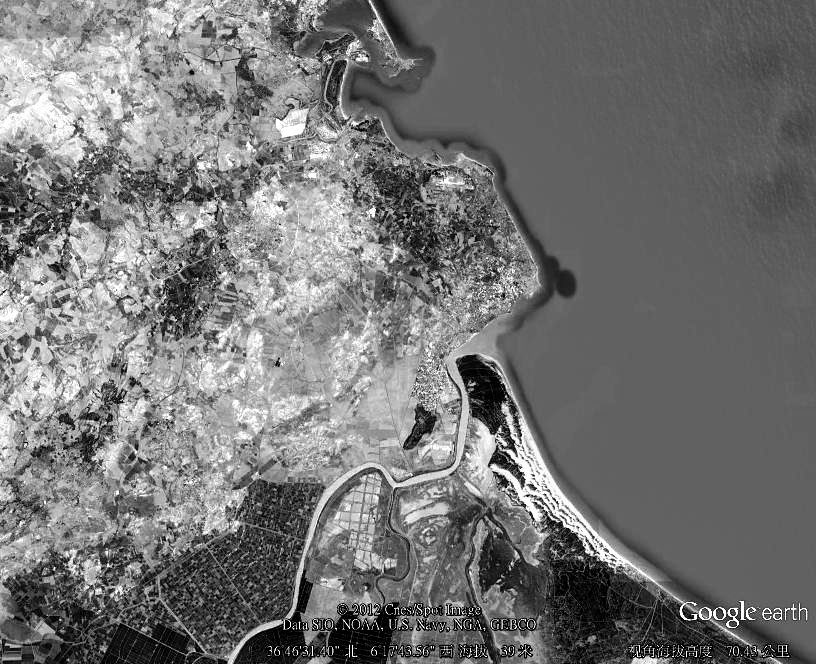 © 2012 Cnes/Spot Image
Data SIO, NOAA, U.S. Navy, NGA, GEBCO
Google earth
36°46'31.40" 北 6°17'43.56" 西 海拔 39 米 视角海拔高度 70.42 公里